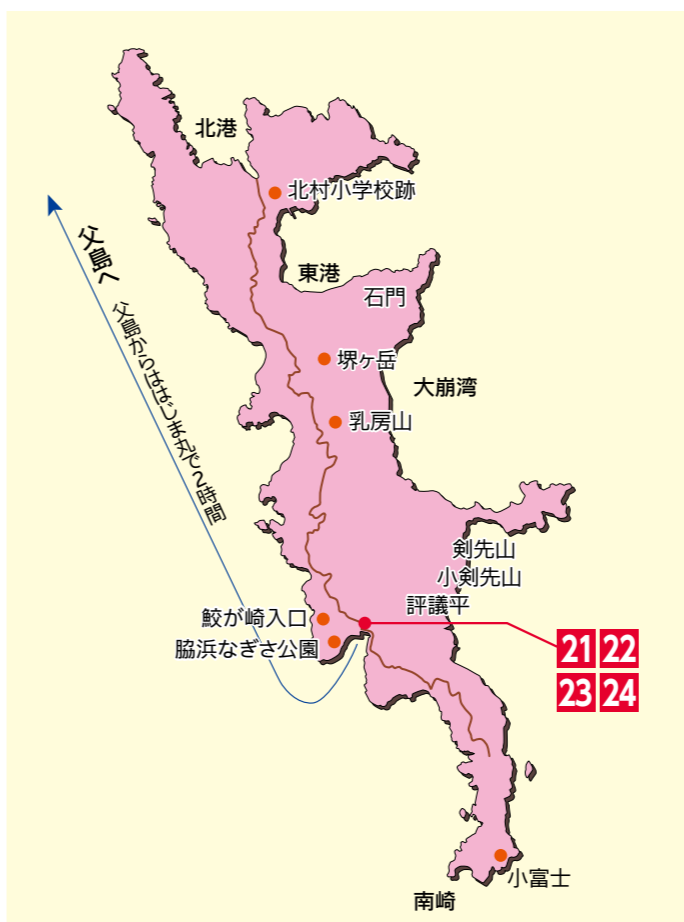 北港
北村小学校跡
父島へ
父島からははじま丸で2時間
東港
石門
堺ヶ岳
大崩湾
乳房山
剣先山
小剣先山
評議平
鮫が崎入口
脇浜なぎさ公園
21 22
23 24
小富士
南崎